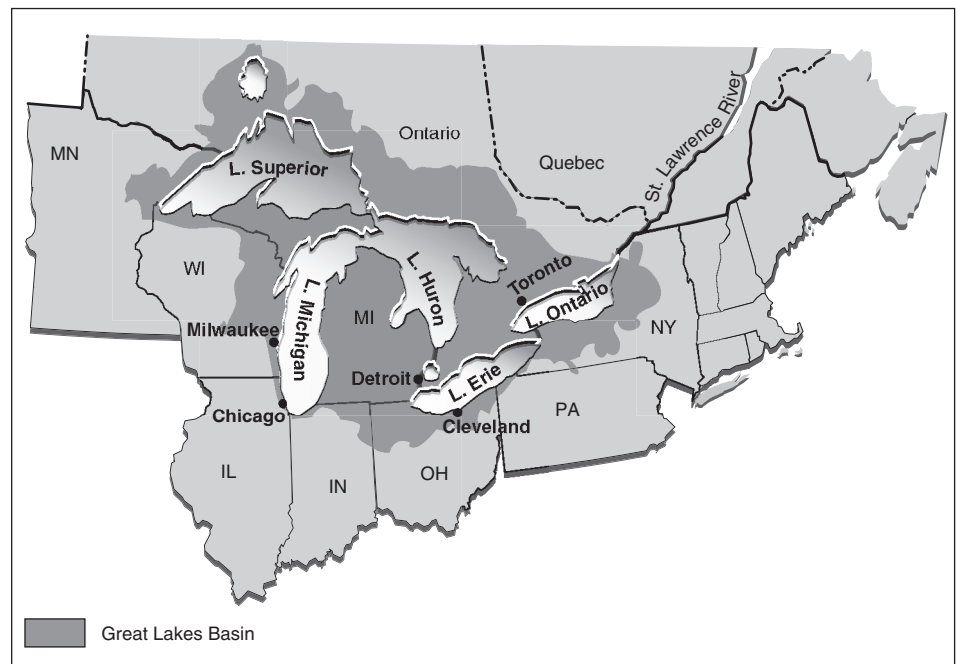 Ontario
MN
L. Superior
Quebec
St. Lawrence River
WI
L. Huron
Toronto
L. Michigan
L. Ontario
MI
Milwaukee
NY
Detroit
L. Erie
PA
Chicago
Cleveland
IL
IN
OH
Great Lakes Basin